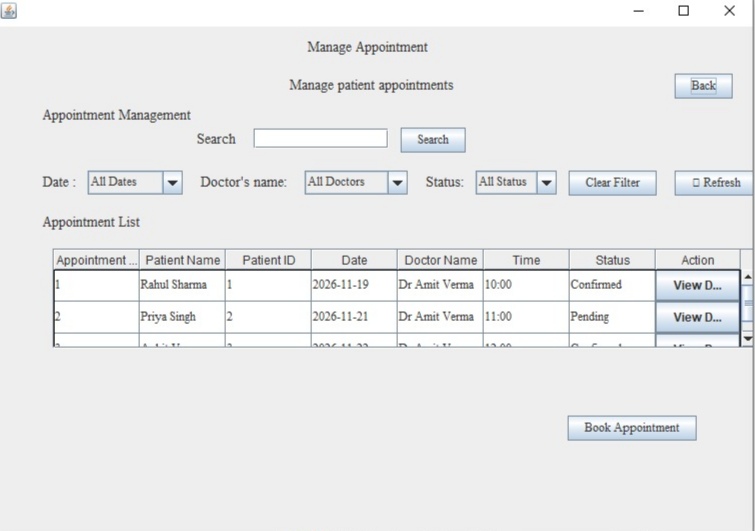 Manage Appointment
Manage patient appointments
Back
Appointment Management
Search
Search
Date : All Dates Doctor's name: All Doctors Status: All Status Clear Filter Refresh
Appointment List
Appointment ... Patient Name Patient ID Date Doctor Name Time Status Action
1 Rahul Sharma 1 2026-11-19 Dr Amit Verma 10:00 Confirmed View D...
2 Priya Singh 2 2026-11-21 Dr Amit Verma 11:00 Pending View D...
Book Appointment